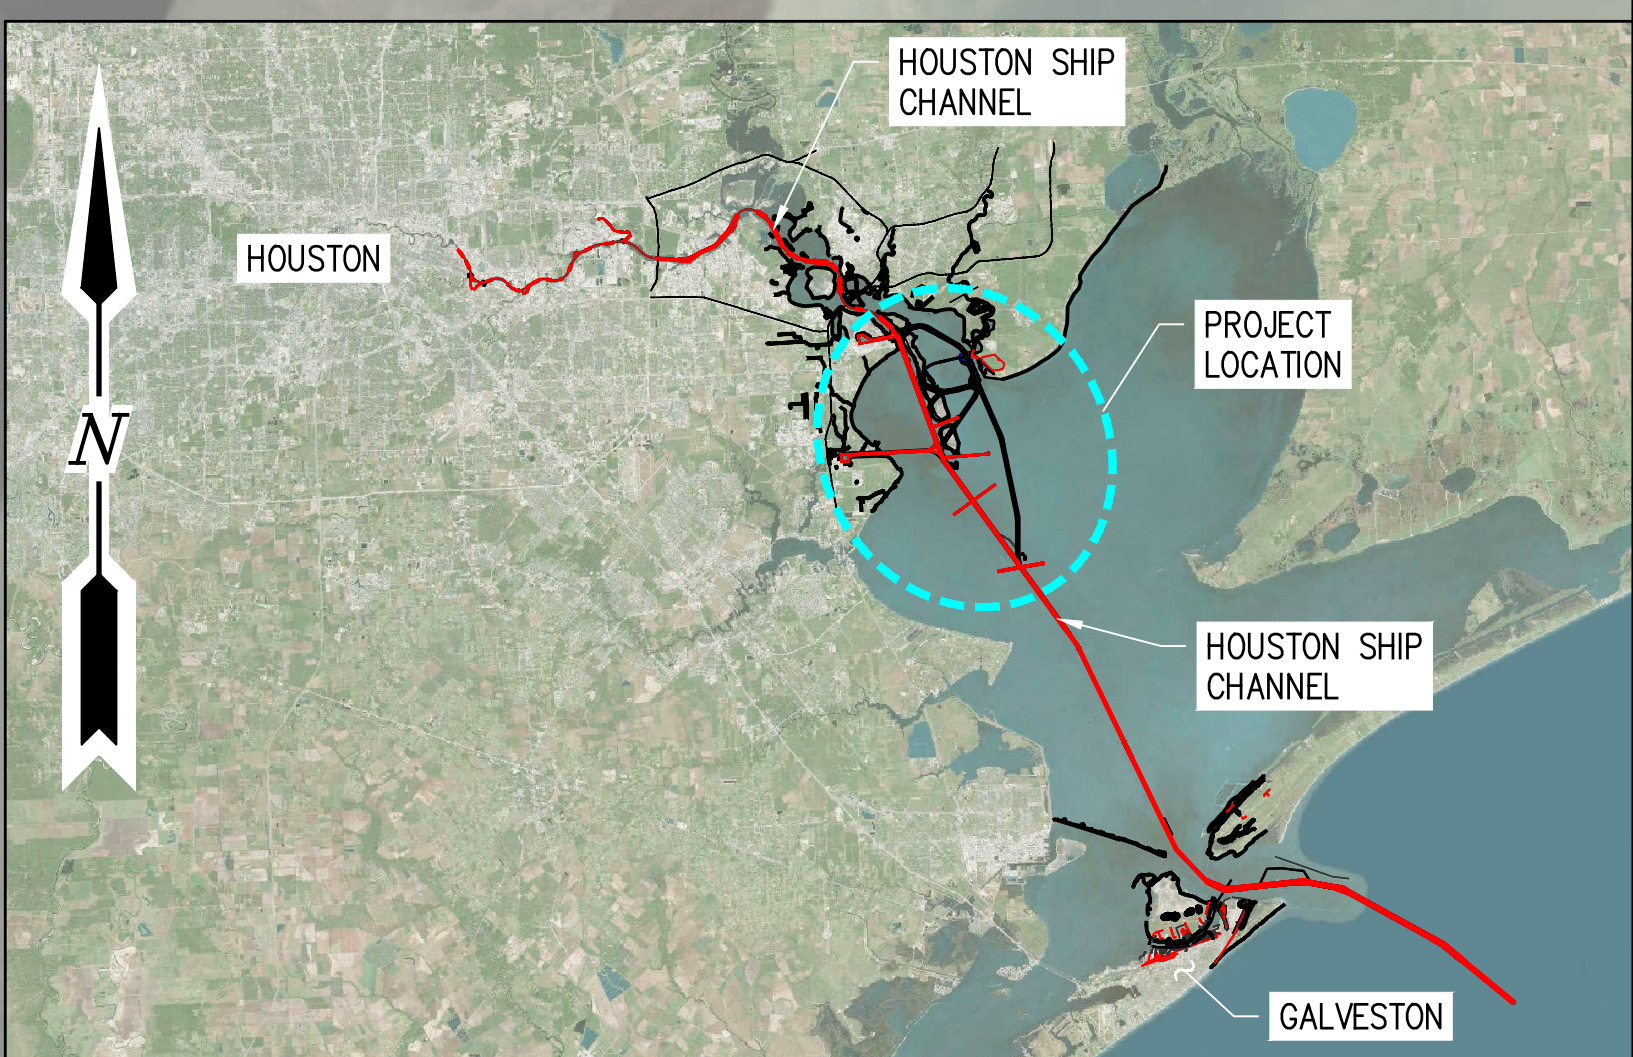 HOUSTON SHIP
CHANNEL
HOUSTON
PROJECT
LOCATION
N
HOUSTON SHIP
CHANNEL
GALVESTON